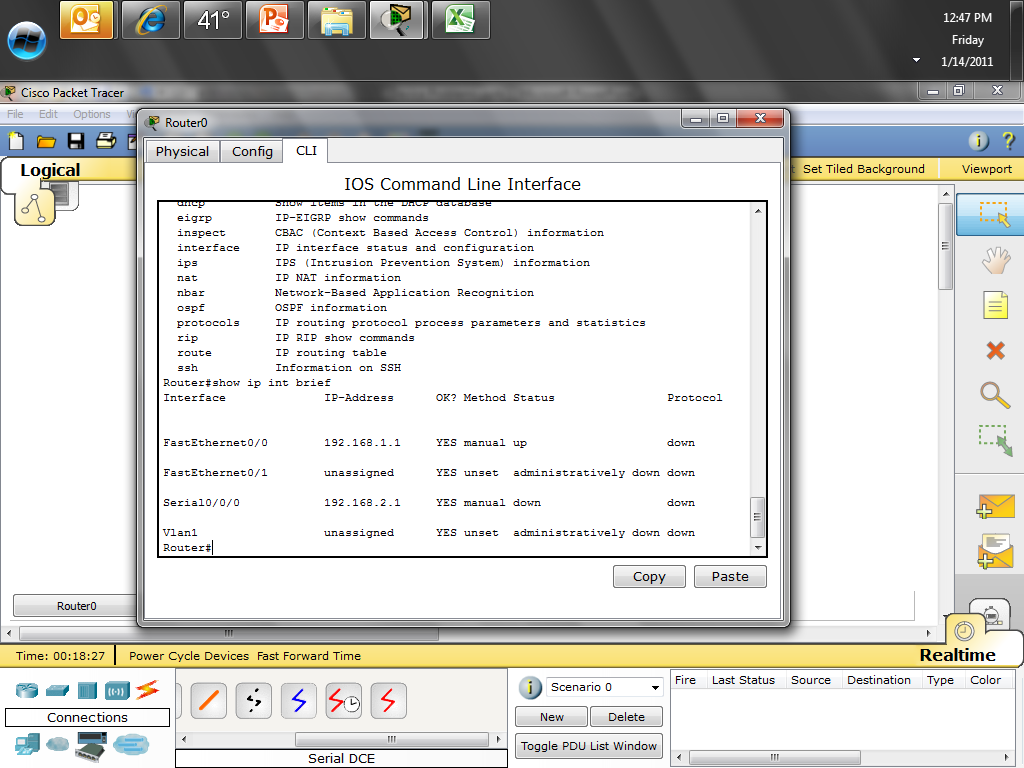 41°
12:47 PM
Friday
1/14/2011
Cisco Packet Tracer
File Edit Options
Router0
Physical Config CLI
Logical
Set Tiled Background
Viewport
IOS Command Line Interface
dhcp Show items in the DHCP database
eigrp IP-EIGRP show commands
inspect CBAC (Context Based Access Control) information
interface IP interface status and configuration
ips IPS (Intrusion Prevention System) information
nat IP NAT information
nbar Network-Based Application Recognition
ospf OSPF information
protocols IP routing protocol process parameters and statistics
rip IP RIP show commands
route IP routing table
ssh Information on SSH
Router#show ip int brief
Interface IP-Address OK? Method Status Protocol
FastEthernet0/0 192.168.1.1 YES manual up down
FastEthernet0/1 unassigned YES unset administratively down down
Serial0/0/0 192.168.2.1 YES manual down down
Vlan1 unassigned YES unset administratively down down
Router#
Copy Paste
Router0
Time: 00:18:27 Power Cycle Devices Fast Forward Time
Realtime
Connections
Serial DCE
Scenario 0
New Delete
Toggle PDU List Window
Fire Last Status Source Destination Type Color